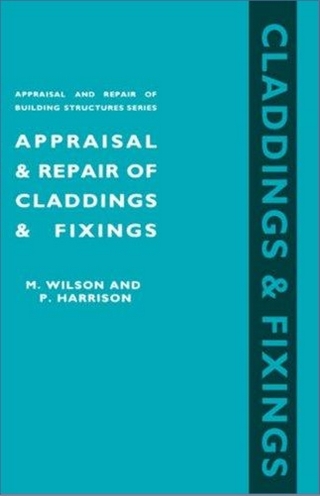 APPRAISAL AND REPAIR OF
BUILDING STRUCTURES SERIES
APPRAISAL
& REPAIR OF
CLADDINGS
& FIXINGS
M. WILSON AND
P. HARRISON
CLADDINGS & FIXINGS